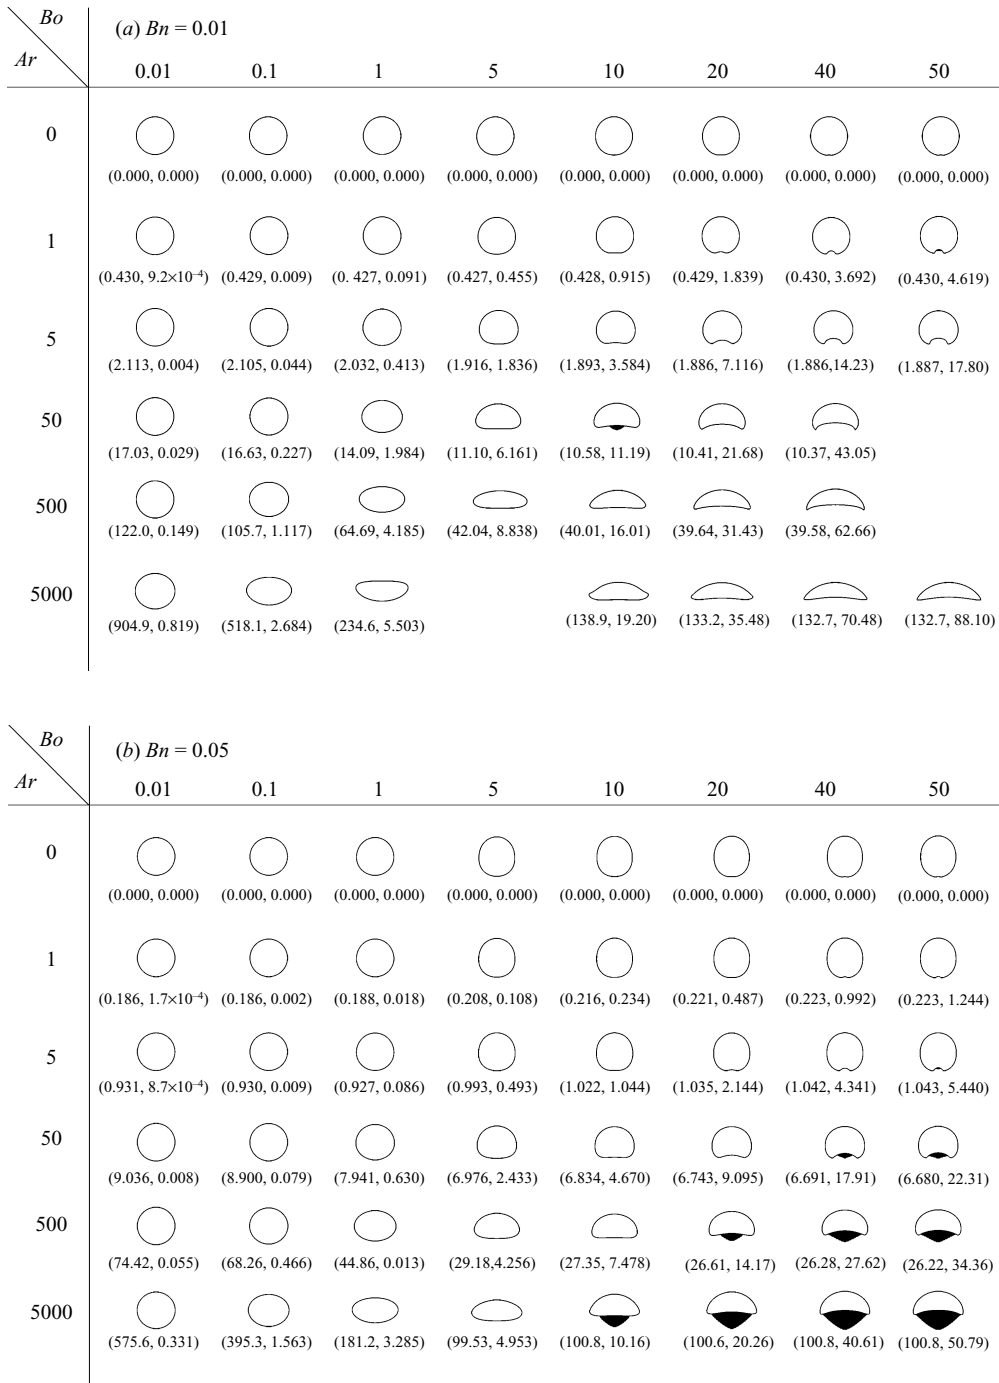 Bo
(a) Bn = 0.01
Ar
0.01 0.1 1 5 10 20 40 50
0
(0.000, 0.000) (0.000, 0.000) (0.000, 0.000) (0.000, 0.000) (0.000, 0.000) (0.000, 0.000) (0.000, 0.000) (0.000, 0.000)
1
(0.430, 9.2×10⁻⁴) (0.429, 0.009) (0. 427, 0.091) (0.427, 0.455) (0.428, 0.915) (0.429, 1.839) (0.430, 3.692) (0.430, 4.619)
5
(2.113, 0.004) (2.105, 0.044) (2.032, 0.413) (1.916, 1.836) (1.893, 3.584) (1.886, 7.116) (1.886,14.23) (1.887, 17.80)
50
(17.03, 0.029) (16.63, 0.227) (14.09, 1.984) (11.10, 6.161) (10.58, 11.19) (10.41, 21.68) (10.37, 43.05)
500
(122.0, 0.149) (105.7, 1.117) (64.69, 4.185) (42.04, 8.838) (40.01, 16.01) (39.64, 31.43) (39.58, 62.66)
5000
(904.9, 0.819) (518.1, 2.684) (234.6, 5.503) (138.9, 19.20) (133.2, 35.48) (132.7, 70.48) (132.7, 88.10)
Bo
(b) Bn = 0.05
Ar
0.01 0.1 1 5 10 20 40 50
0
(0.000, 0.000) (0.000, 0.000) (0.000, 0.000) (0.000, 0.000) (0.000, 0.000) (0.000, 0.000) (0.000, 0.000) (0.000, 0.000)
1
(0.186, 1.7×10⁻⁴) (0.186, 0.002) (0.188, 0.018) (0.208, 0.108) (0.216, 0.234) (0.221, 0.487) (0.223, 0.992) (0.223, 1.244)
5
(0.931, 8.7×10⁻⁴) (0.930, 0.009) (0.927, 0.086) (0.993, 0.493) (1.022, 1.044) (1.035, 2.144) (1.042, 4.341) (1.043, 5.440)
50
(9.036, 0.008) (8.900, 0.079) (7.941, 0.630) (6.976, 2.433) (6.834, 4.670) (6.743, 9.095) (6.691, 17.91) (6.680, 22.31)
500
(74.42, 0.055) (68.26, 0.466) (44.86, 0.013) (29.18,4.256) (27.35, 7.478) (26.61, 14.17) (26.28, 27.62) (26.22, 34.36)
5000
(575.6, 0.331) (395.3, 1.563) (181.2, 3.285) (99.53, 4.953) (100.8, 10.16) (100.6, 20.26) (100.8, 40.61) (100.8, 50.79)